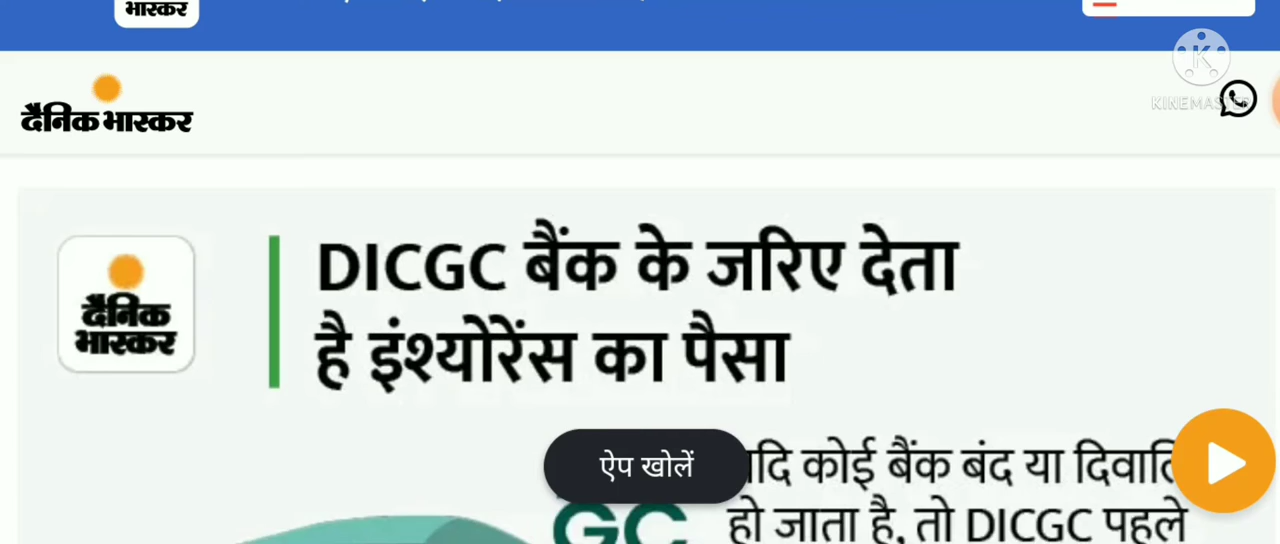 भास्कर
KINEMASTER
दैनिक भास्कर
दैनिक
भास्कर
DICGC बैंक के जरिए देता
है इंश्योरेंस का पैसा
ऐप खोलें
कोई बैंक बंद या
GC
हो जाता है, तो DICGC पहले